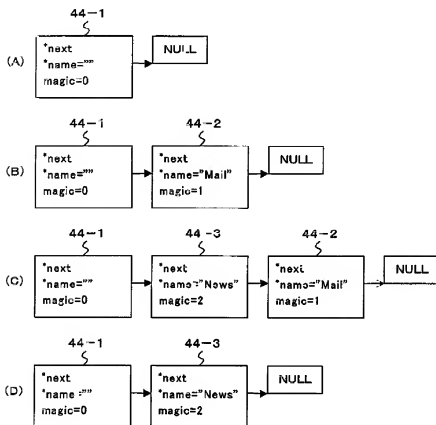 44-1
(A)
*next
*name=""
magic=0
NULL
44-1
44-2
(B)
*next
*name=""
magic=0
*next
*name="Mail"
magic=1
NULL
44-1
44-3
44-2
(C)
*next
*name=""
magic=0
*next
*name="News"
magic=2
*next
*name="Mail"
magic=1
NULL
44-1
44-3
(D)
*next
*name=""
magic=0
*next
*name="News"
magic=2
NULL